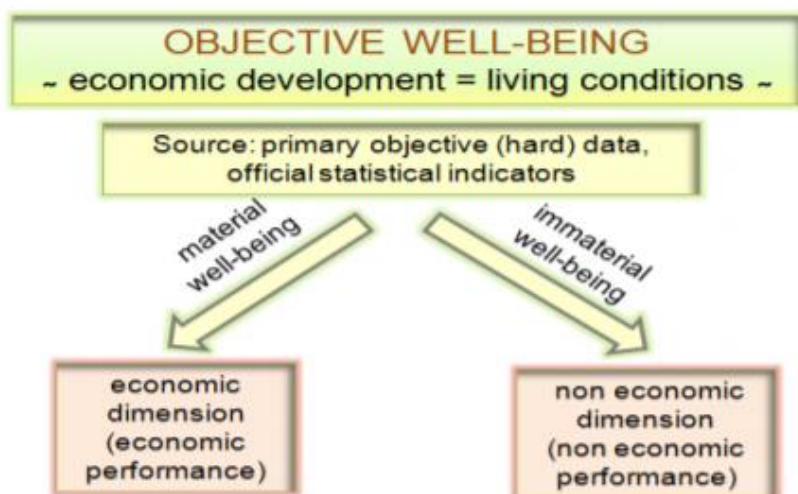 OBJECTIVE WELL-BEING
~ economic development = living conditions ~
Source: primary objective (hard) data,
official statistical indicators
material
well-being
immaterial
well-being
economic
dimension
(economic
performance)
non economic
dimension
(non economic
performance)